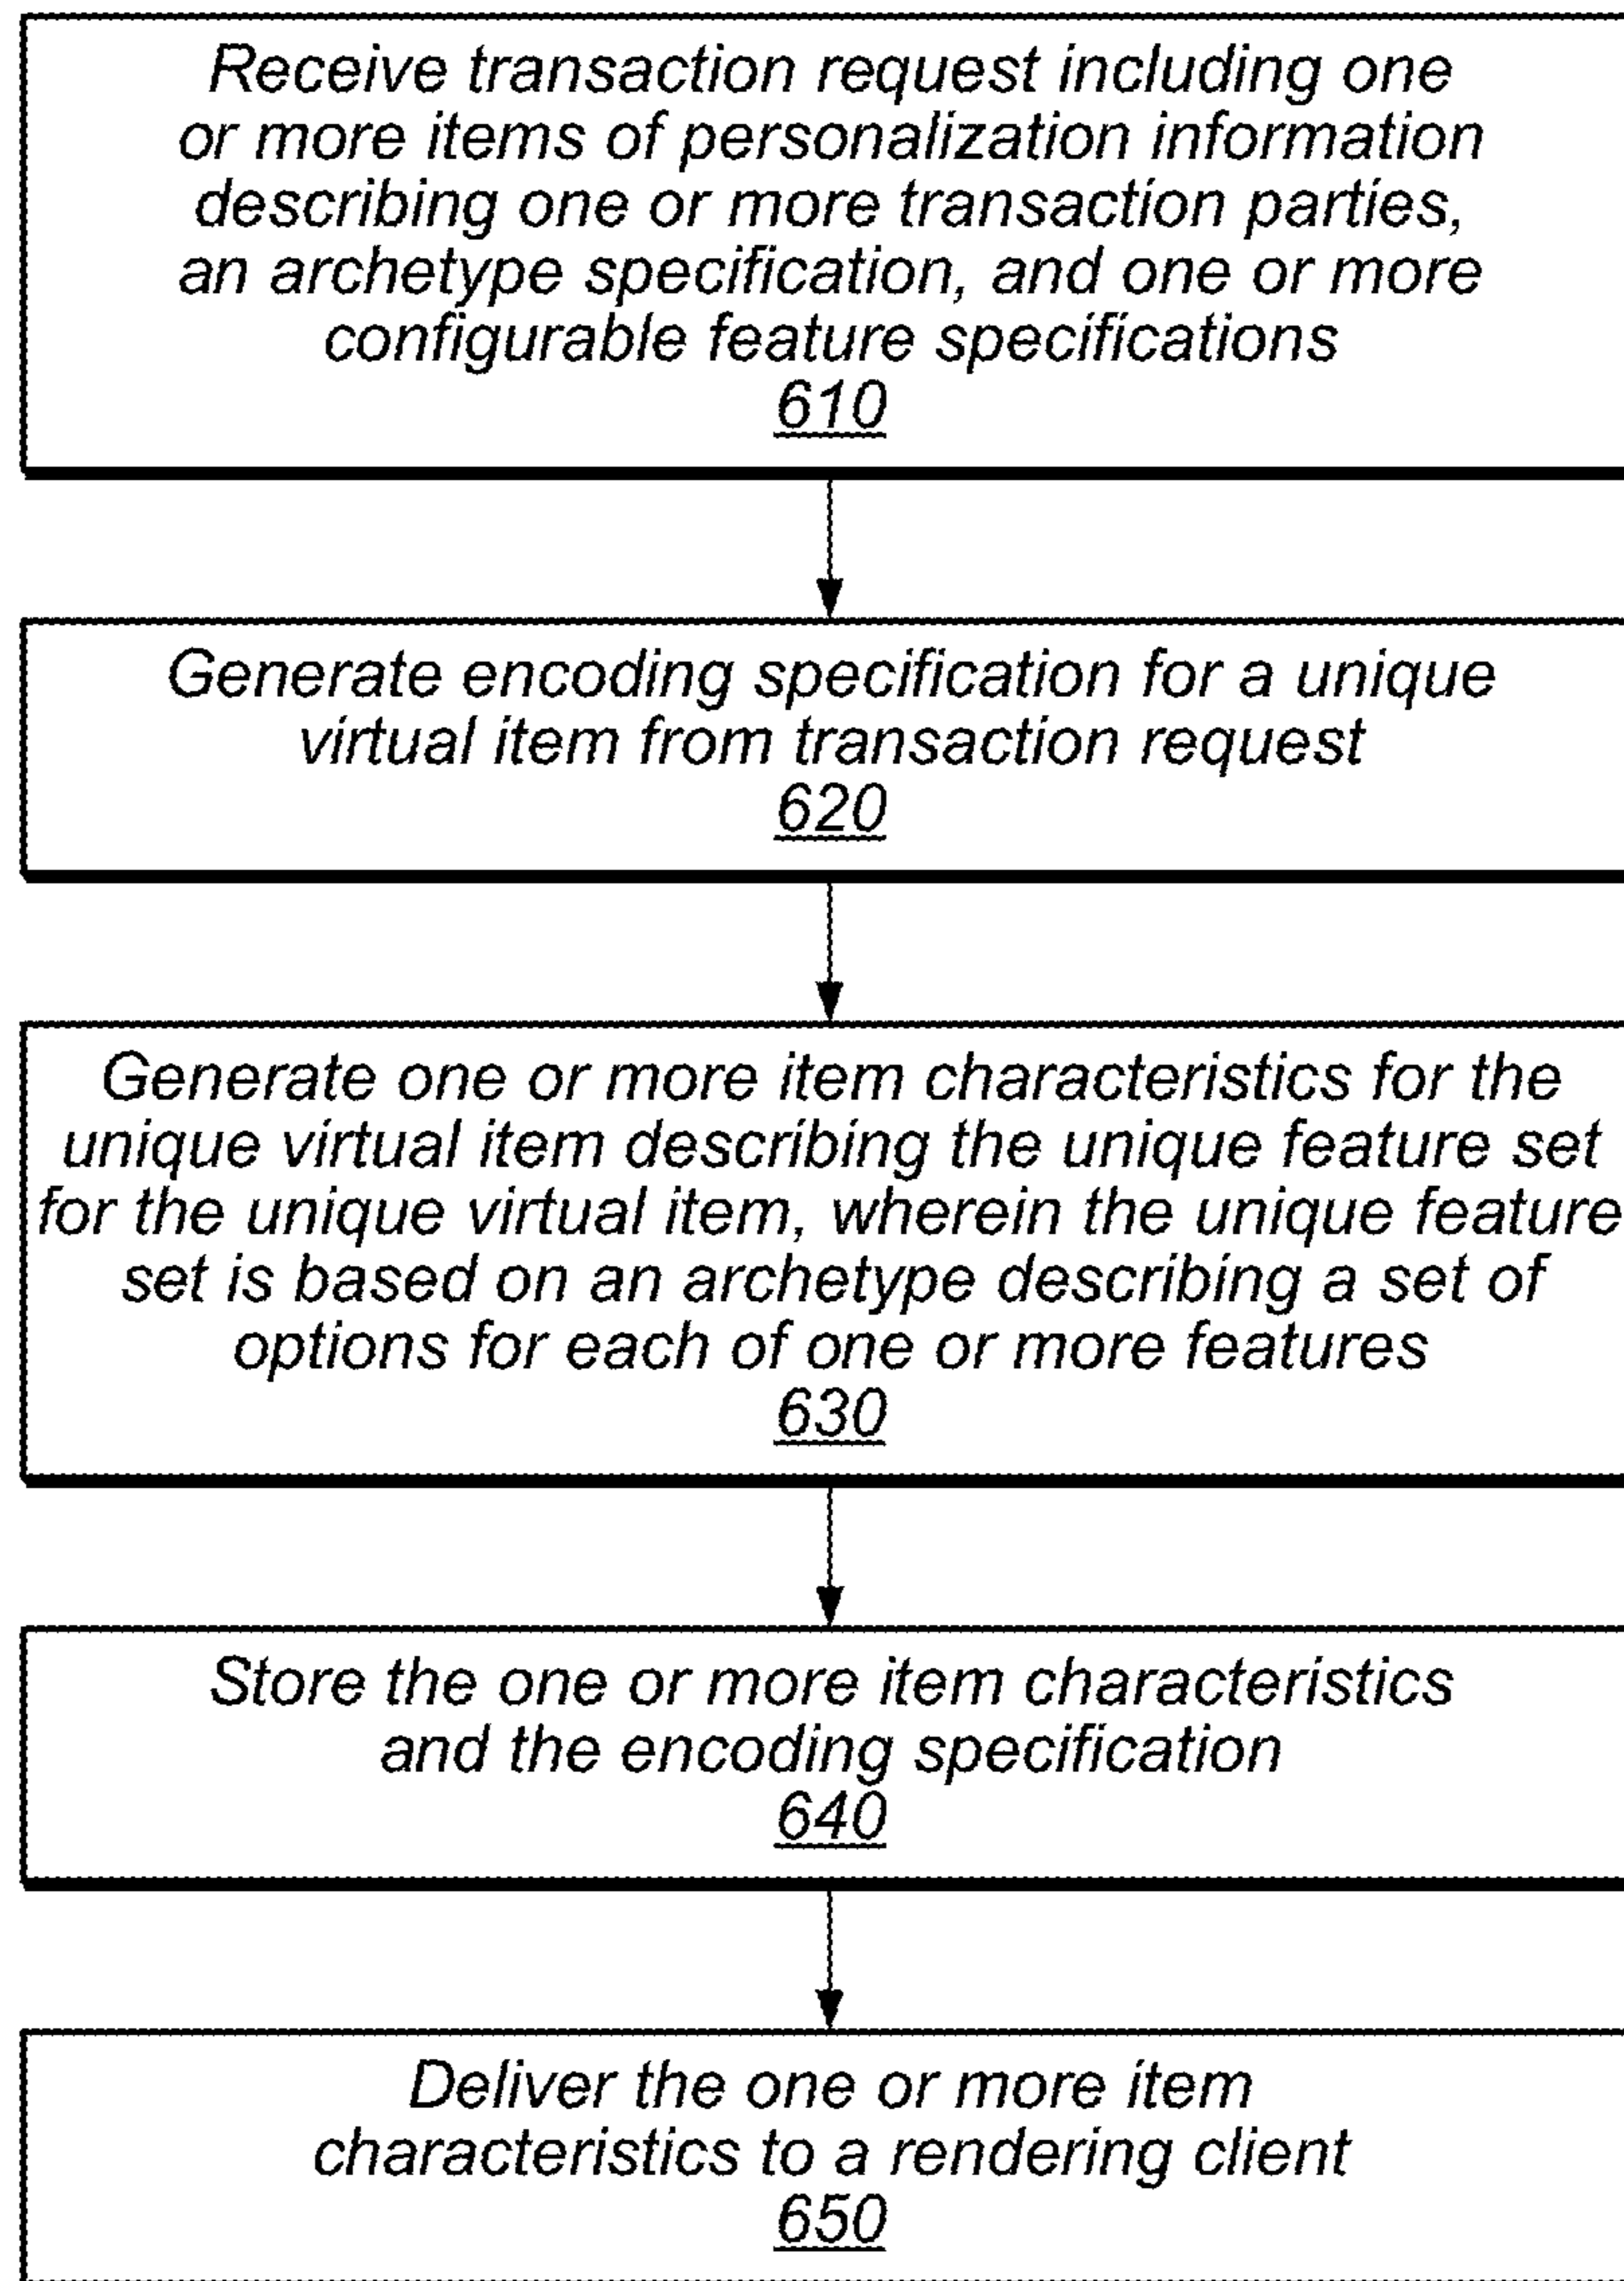 Receive transaction request including one
or more items of personalization information
describing one or more transaction parties,
an archetype specification, and one or more
configurable feature specifications
610
Generate encoding specification for a unique
virtual item from transaction request
620
Generate one or more item characteristics for the
unique virtual item describing the unique feature set
for the unique virtual item, wherein the unique feature
set is based on an archetype describing a set of
options for each of one or more features
630
Store the one or more item characteristics
and the encoding specification
640
Deliver the one or more item
characteristics to a rendering client
650